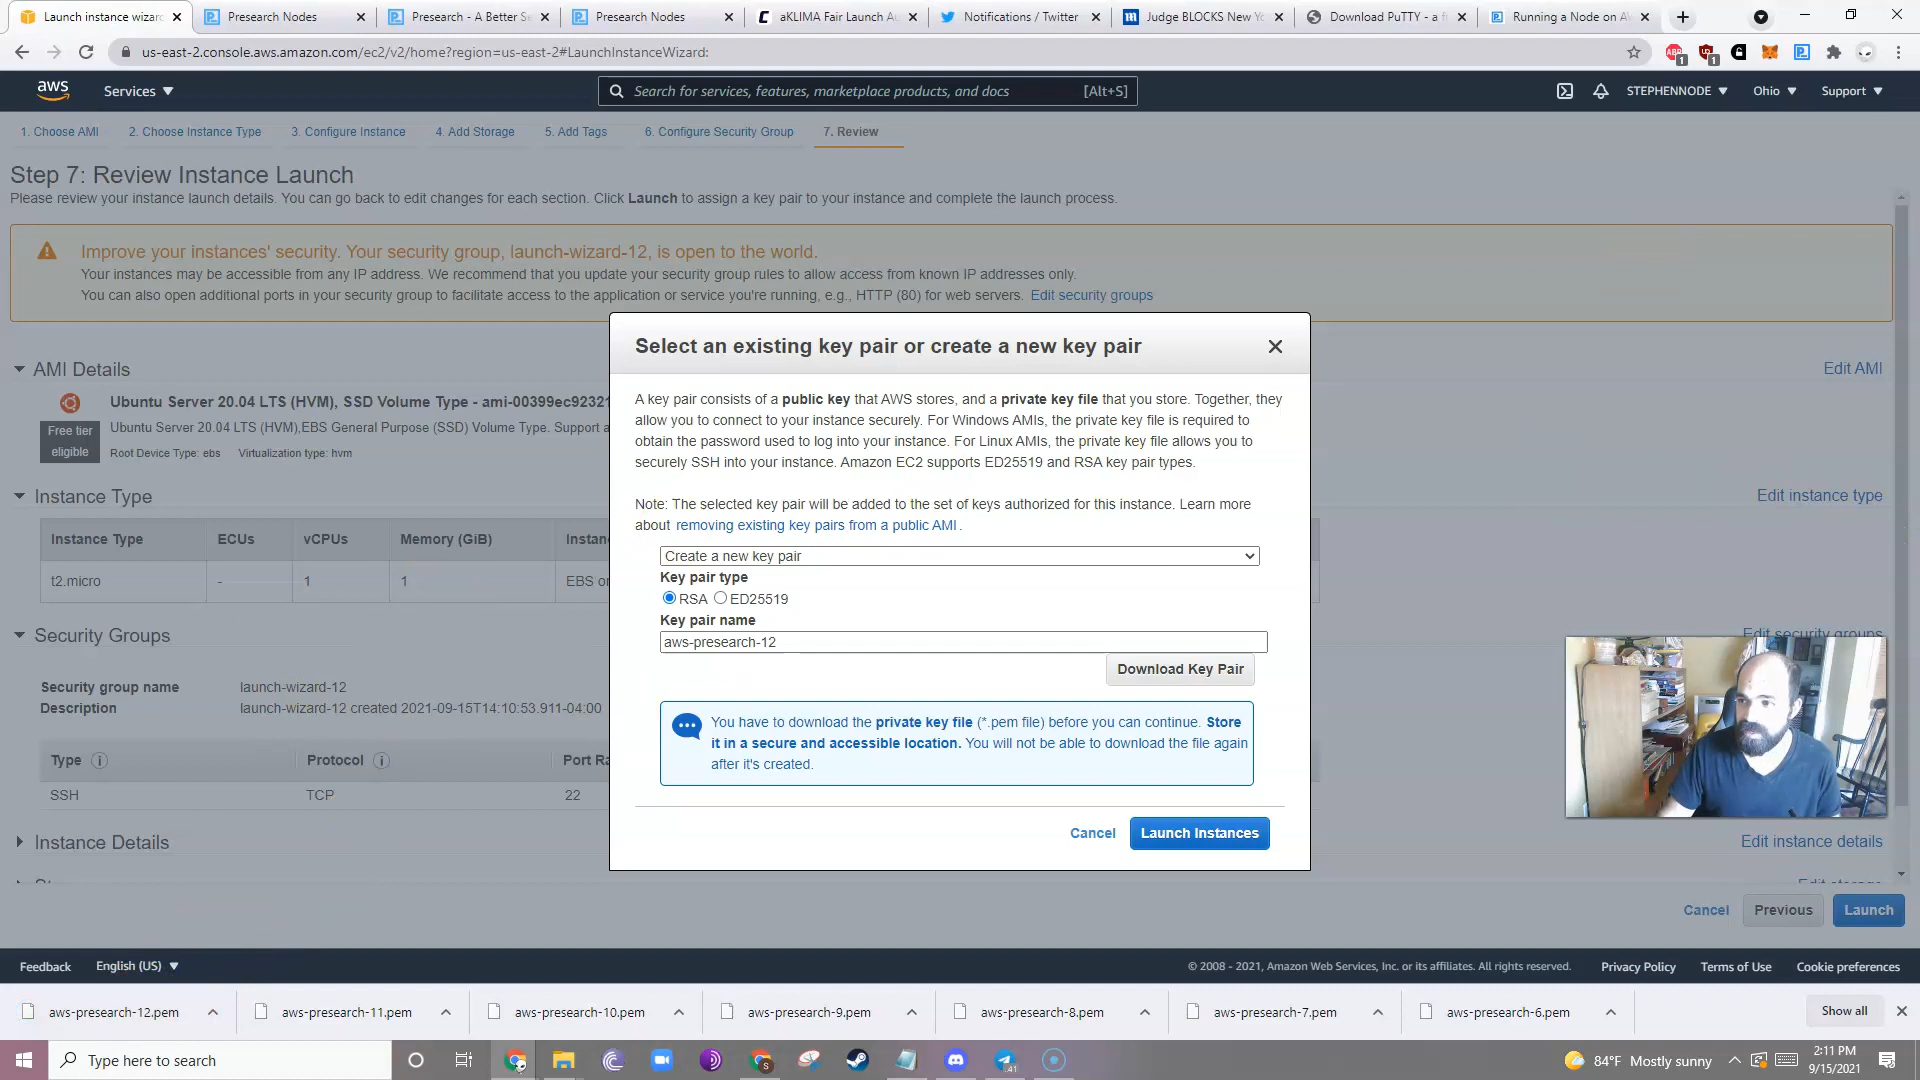 Launch instance wizard
Presearch Nodes
Presearch - A Better Se
Presearch Nodes
aKLIMA Fair Launch Au
Notifications / Twitter
Judge BLOCKS New Yo
Download PuTTY - a f
Running a Node on AW
us-east-2.console.aws.amazon.com/ec2/v2/home?region=us-east-2#LaunchInstanceWizard:
aws
Services
Search for services, features, marketplace products, and docs
[Alt+S]
STEPHENNODE
Ohio
Support
1. Choose AMI
2. Choose Instance Type
3. Configure Instance
4. Add Storage
5. Add Tags
6. Configure Security Group
7. Review
Step 7: Review Instance Launch
Please review your instance launch details. You can go back to edit changes for each section. Click Launch to assign a key pair to your instance and complete the launch process.
Improve your instances' security. Your security group, launch-wizard-12, is open to the world.
Your instances may be accessible from any IP address. We recommend that you update your security group rules to allow access from known IP addresses only.
You can also open additional ports in your security group to facilitate access to the application or service you're running, e.g., HTTP (80) for web servers. Edit security groups
AMI Details
Edit AMI
Ubuntu Server 20.04 LTS (HVM), SSD Volume Type - ami-00399ec92321
Free tier
eligible
Ubuntu Server 20.04 LTS (HVM),EBS General Purpose (SSD) Volume Type. Support a
Root Device Type: ebs
Virtualization type: hvm
Instance Type
Edit instance type
Instance Type
ECUs
vCPUs
Memory (GiB)
Instan
t2.micro
-
1
1
EBS on
Security Groups
Edit security groups
Security group name
launch-wizard-12
Description
launch-wizard-12 created 2021-09-15T14:10:53.911-04:00
Type
Protocol
Port Ra
SSH
TCP
22
Instance Details
Edit instance details
Select an existing key pair or create a new key pair
A key pair consists of a public key that AWS stores, and a private key file that you store. Together, they
allow you to connect to your instance securely. For Windows AMIs, the private key file is required to
obtain the password used to log into your instance. For Linux AMIs, the private key file allows you to
securely SSH into your instance. Amazon EC2 supports ED25519 and RSA key pair types.
Note: The selected key pair will be added to the set of keys authorized for this instance. Learn more
about removing existing key pairs from a public AMI .
Create a new key pair
Key pair type
RSA
ED25519
Key pair name
aws-presearch-12
Download Key Pair
You have to download the private key file (*.pem file) before you can continue. Store
it in a secure and accessible location. You will not be able to download the file again
after it's created.
Cancel
Launch Instances
Cancel
Previous
Launch
Feedback
English (US)
© 2008 - 2021, Amazon Web Services, Inc. or its affiliates. All rights reserved.
Privacy Policy
Terms of Use
Cookie preferences
aws-presearch-12.pem
aws-presearch-11.pem
aws-presearch-10.pem
aws-presearch-9.pem
aws-presearch-8.pem
aws-presearch-7.pem
aws-presearch-6.pem
Show all
Type here to search
84°F Mostly sunny
2:11 PM
9/15/2021